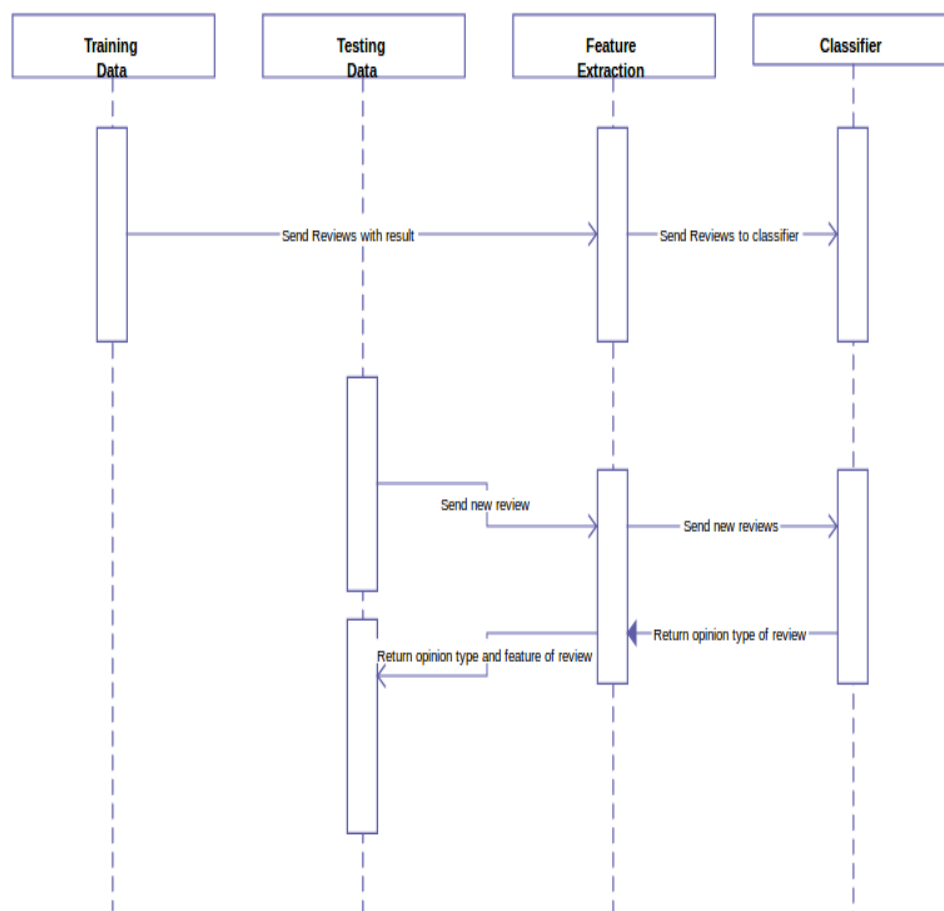 Training
Data
Testing
Data
Feature
Extraction
Classifier
Send Reviews with result
Send Reviews to classifier
Send new review
Send new reviews
Return opinion type of review
Return opinion type and feature of review